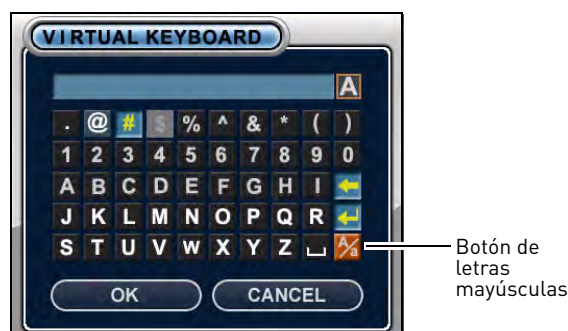 VIRTUAL KEYBOARD
A
. @ # $ % ^ & * ( )
1 2 3 4 5 6 7 8 9 0
A B C D E F G H I
J K L M N O P Q R
S T U V W X Y Z A/a
OK CANCEL
Botón de
letras
mayúsculas